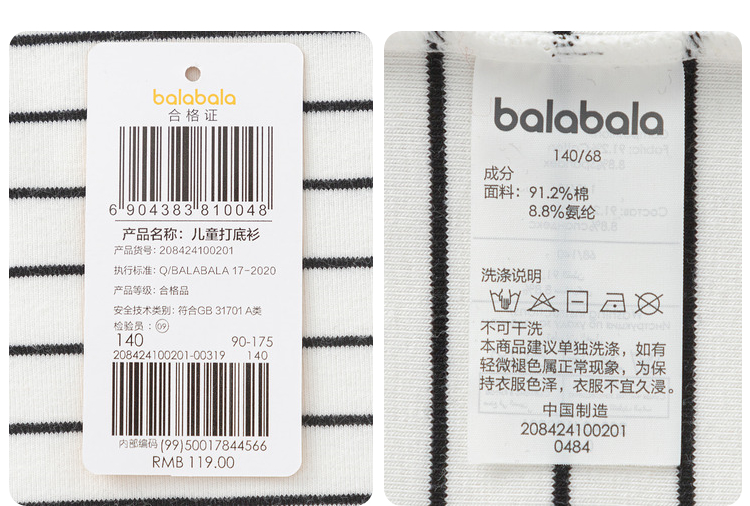 balabala
合格证
6 904383 810048
产品名称：儿童打底衫
产品货号：208424100201
执行标准：Q/BALABALA 17-2020
产品等级：合格品
安全技术类别：符合GB 31701 A类
检验员：09
140 90-175
208424100201-00319 140
内部编码 (99)50017844566
RMB 119.00
balabala
140/68
成分
面料：91.2%棉
8.8%氨纶
洗涤说明
不可干洗
本商品建议单独洗涤，如有
轻微褪色属正常现象，为保
持衣服色泽，衣服不宜久浸。
中国制造
208424100201
0484